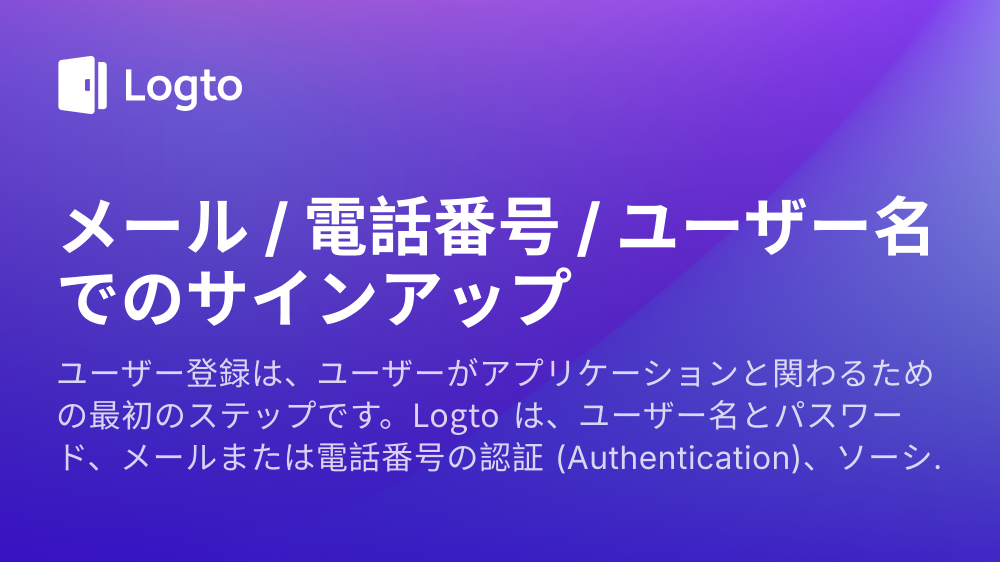 Logto
メール / 電話番号 / ユーザー名
でのサインアップ
ユーザー登録は、ユーザーがアプリケーションと関わるため
の最初のステップです。Logto は、ユーザー名とパスワー
ド、メールまたは電話番号の認証 (Authentication)、ソーシ.